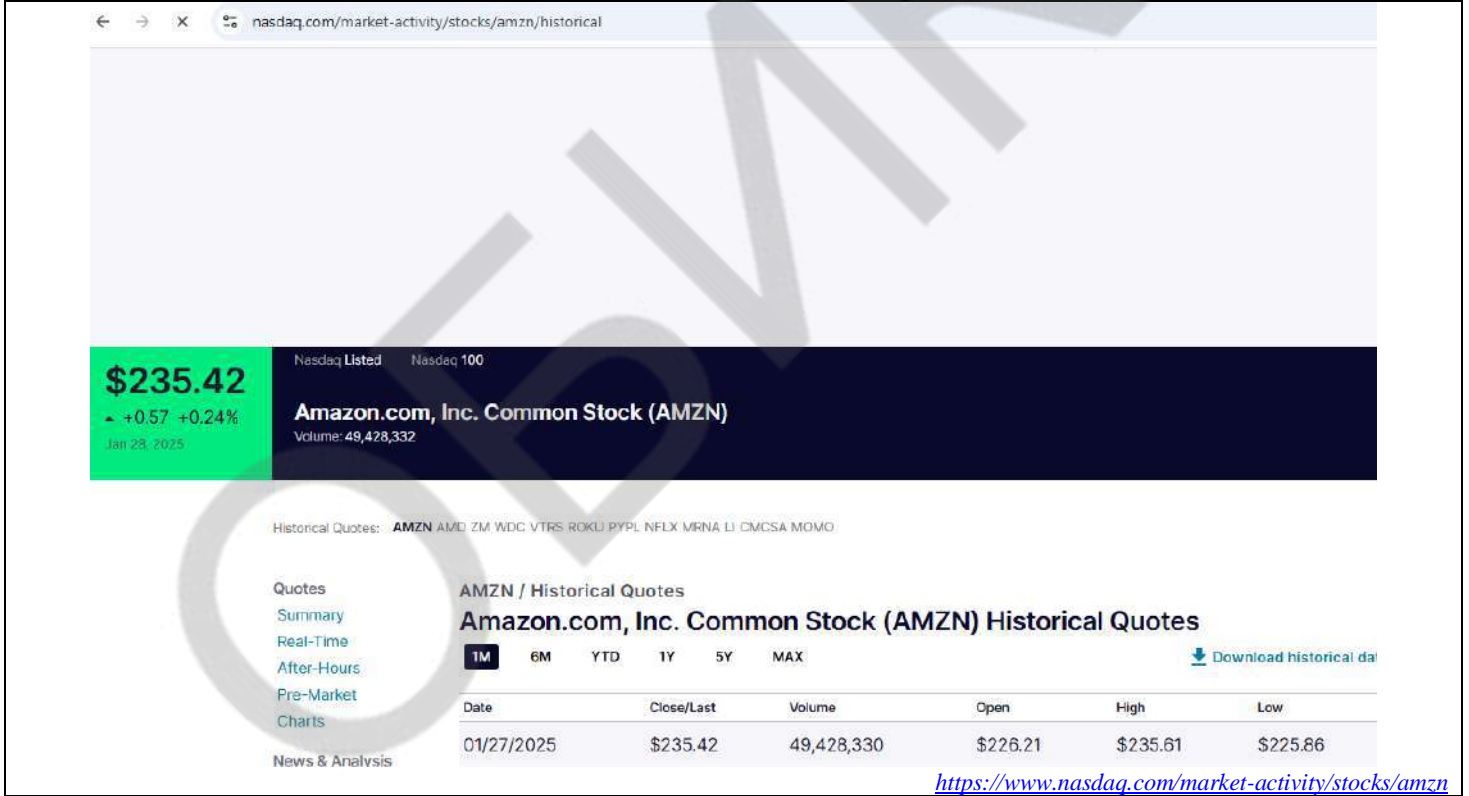 nasdaq.com/market-activity/stocks/amzn/historical
$235.42
+0.57 +0.24%
Jan 28, 2025
Nasdaq Listed Nasdaq 100
Amazon.com, Inc. Common Stock (AMZN)
Volume: 49,428,332
Historical Quotes: AMZN AMD ZM WDC VTRS ROKU PYPL NFLX MRNA LI CMCSA MOMO
Quotes
Summary
Real-Time
After-Hours
Pre-Market
Charts
News & Analysis
AMZN / Historical Quotes
Amazon.com, Inc. Common Stock (AMZN) Historical Quotes
1M 6M YTD 1Y 5Y MAX
Download historical dat
Date Close/Last Volume Open High Low
01/27/2025 $235.42 49,428,330 $226.21 $235.61 $225.86
https://www.nasdaq.com/market-activity/stocks/amzn